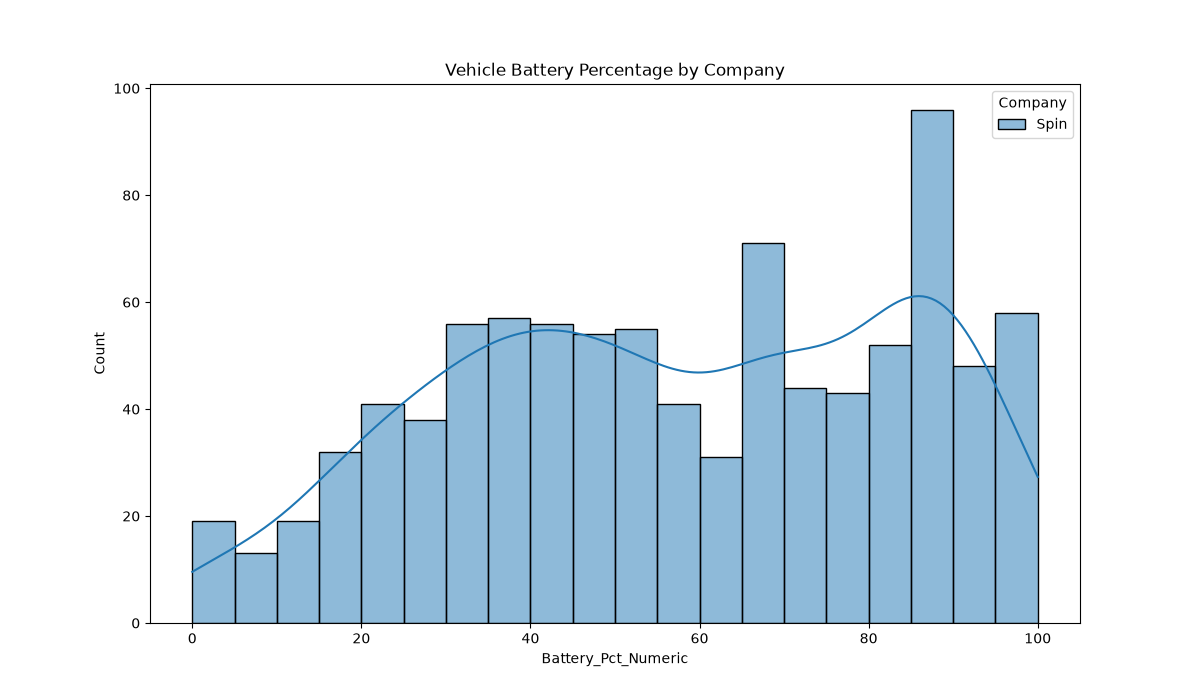 Vehicle Battery Percentage by Company
Company
Spin
100
80
60
40
20
0
Count
0 20 40 60 80 100
Battery_Pct_Numeric